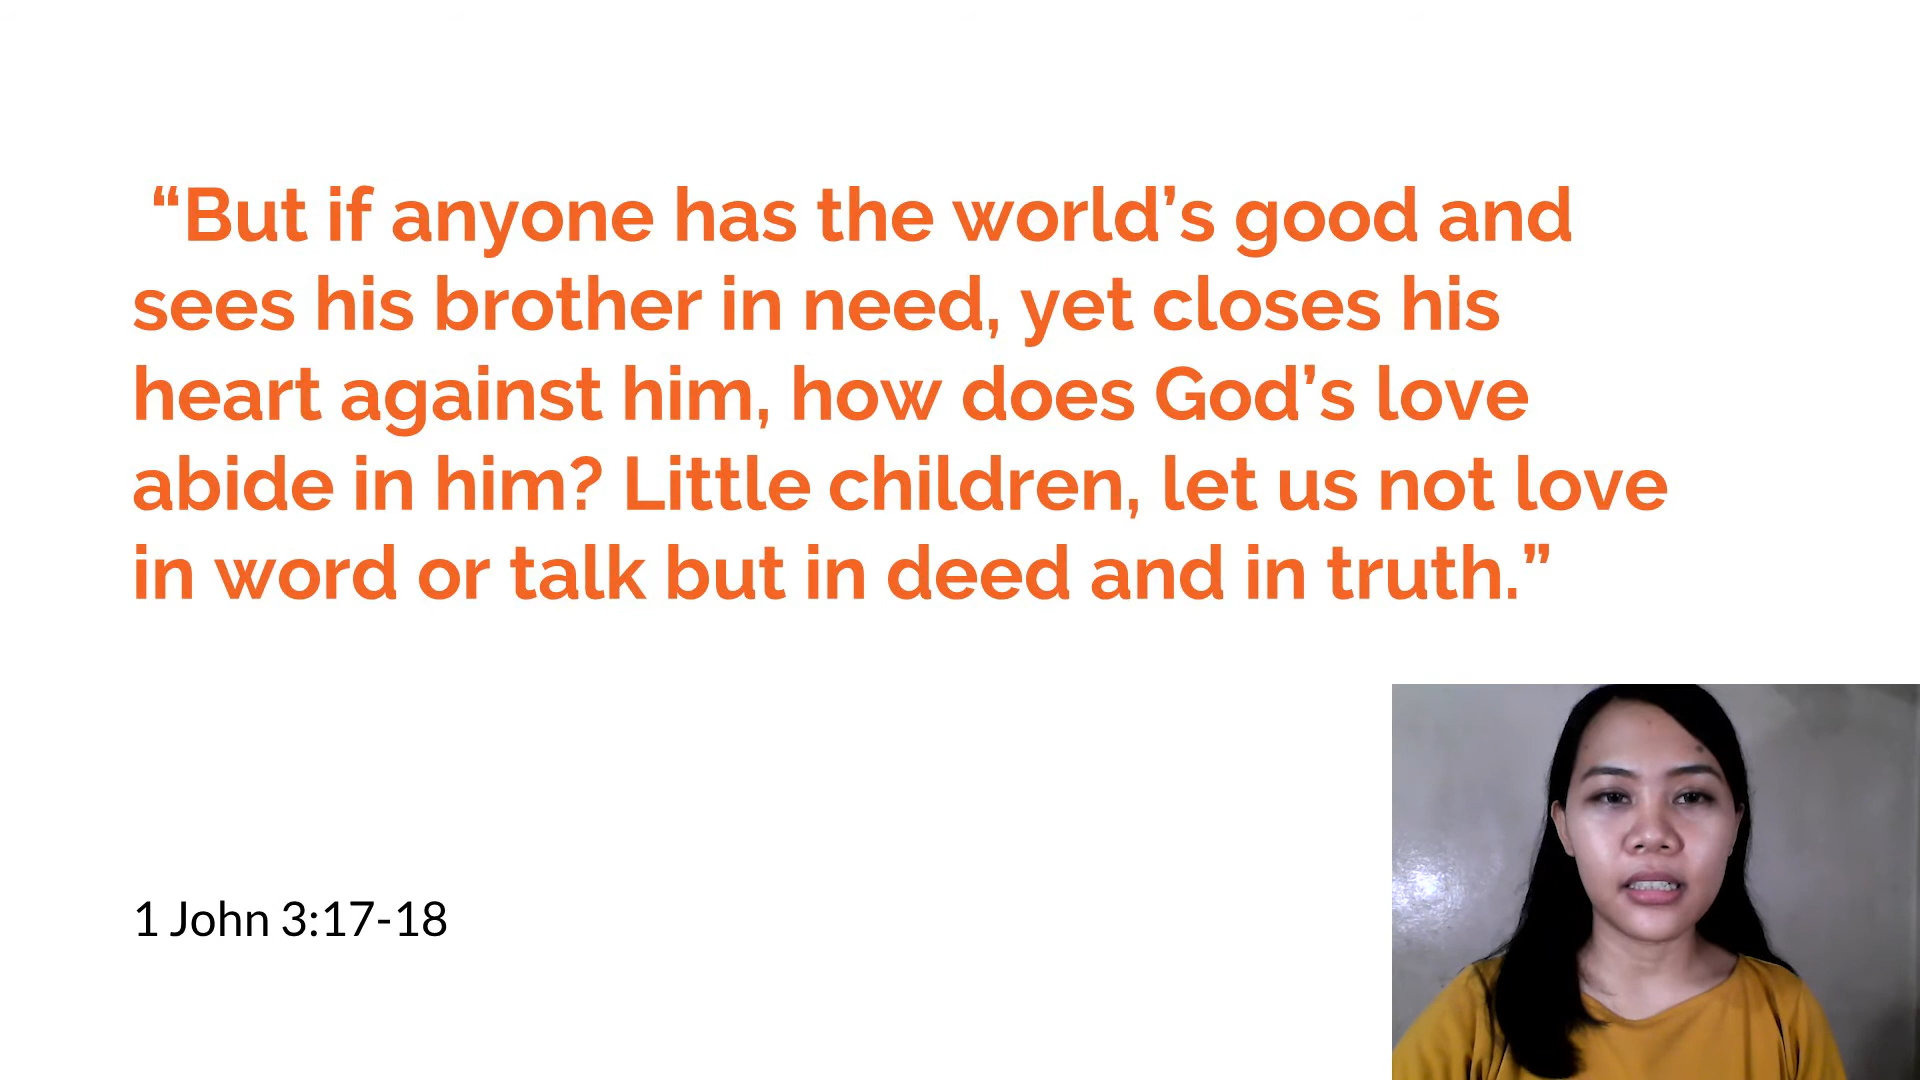 “But if anyone has the world’s good and
sees his brother in need, yet closes his
heart against him, how does God’s love
abide in him? Little children, let us not love
in word or talk but in deed and in truth.”
1 John 3:17-18